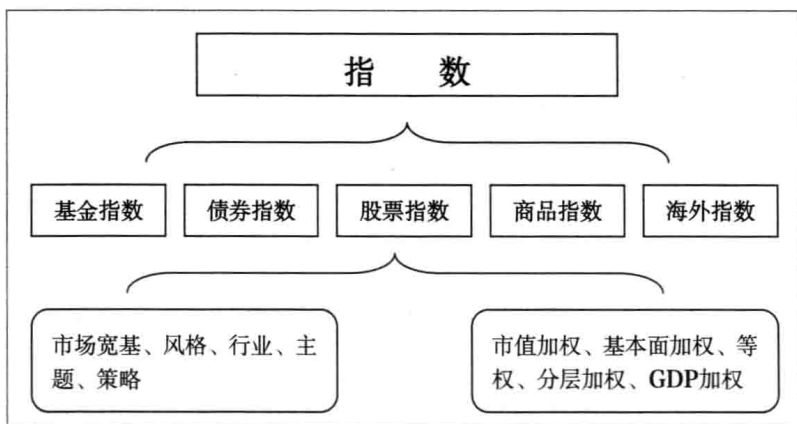 指 数
基金指数 债券指数 股票指数 商品指数 海外指数
市场宽基、风格、行业、主
题、策略
市值加权、基本面加权、等
权、分层加权、GDP加权